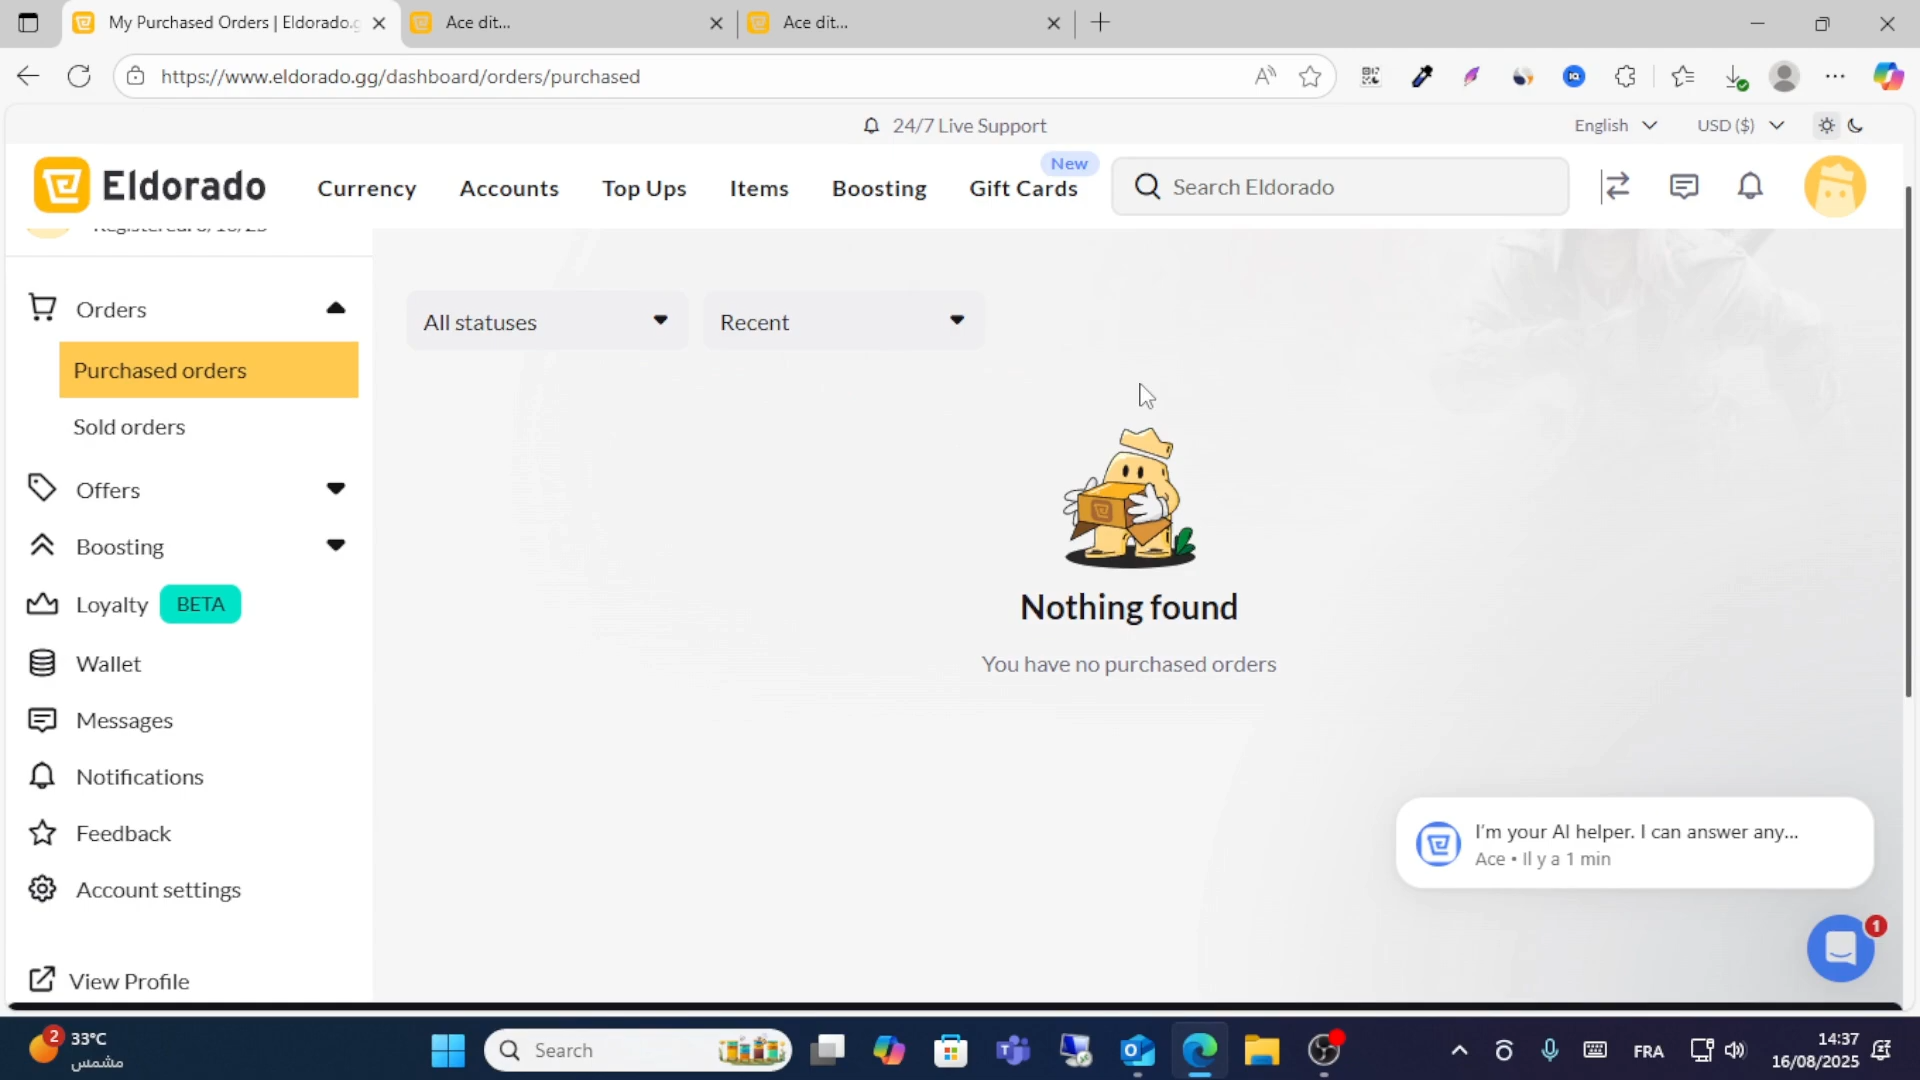 My Purchased Orders | Eldorado.g
Ace dit...
Ace dit...
https://www.eldorado.gg/dashboard/orders/purchased
24/7 Live Support
English
USD ($)
Eldorado
Currency
Accounts
Top Ups
Items
Boosting
Gift Cards
New
Search Eldorado
Orders
Purchased orders
Sold orders
Offers
Boosting
Loyalty BETA
Wallet
Messages
Notifications
Feedback
Account settings
View Profile
All statuses
Recent
Nothing found
You have no purchased orders
I'm your AI helper. I can answer any...
Ace • Il y a 1 min
1
2
33°C
مشمس
Search
FRA
14:37
16/08/2025